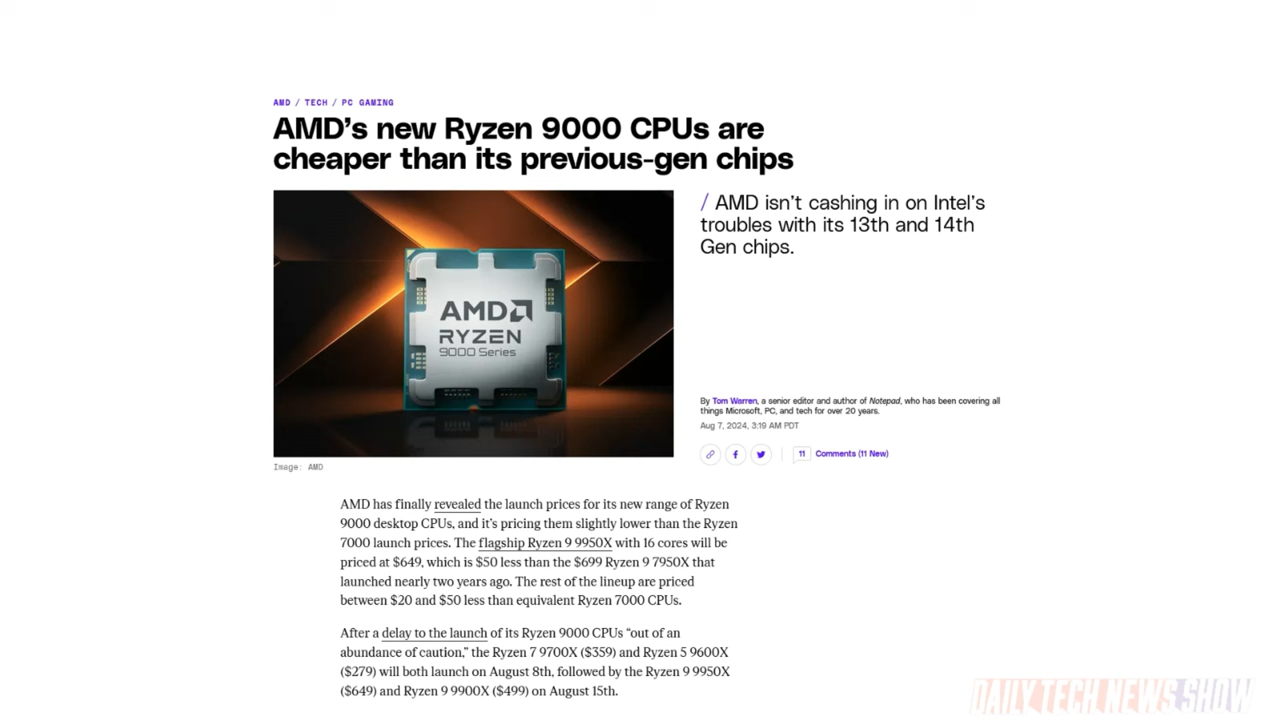 AMD / TECH / PC GAMING
AMD’s new Ryzen 9000 CPUs are
cheaper than its previous-gen chips
AMD
RYZEN
9000 Series
/ AMD isn’t cashing in on Intel’s
troubles with its 13th and 14th
Gen chips.
By Tom Warren, a senior editor and author of Notepad, who has been covering all
things Microsoft, PC, and tech for over 20 years.
Aug 7, 2024, 3:19 AM PDT
11 Comments (11 New)
Image: AMD
AMD has finally revealed the launch prices for its new range of Ryzen
9000 desktop CPUs, and it’s pricing them slightly lower than the Ryzen
7000 launch prices. The flagship Ryzen 9 9950X with 16 cores will be
priced at $649, which is $50 less than the $699 Ryzen 9 7950X that
launched nearly two years ago. The rest of the lineup are priced
between $20 and $50 less than equivalent Ryzen 7000 CPUs.
After a delay to the launch of its Ryzen 9000 CPUs “out of an
abundance of caution,” the Ryzen 7 9700X ($359) and Ryzen 5 9600X
($279) will both launch on August 8th, followed by the Ryzen 9 9950X
($649) and Ryzen 9 9900X ($499) on August 15th.
DAILY TECH NEWS SHOW